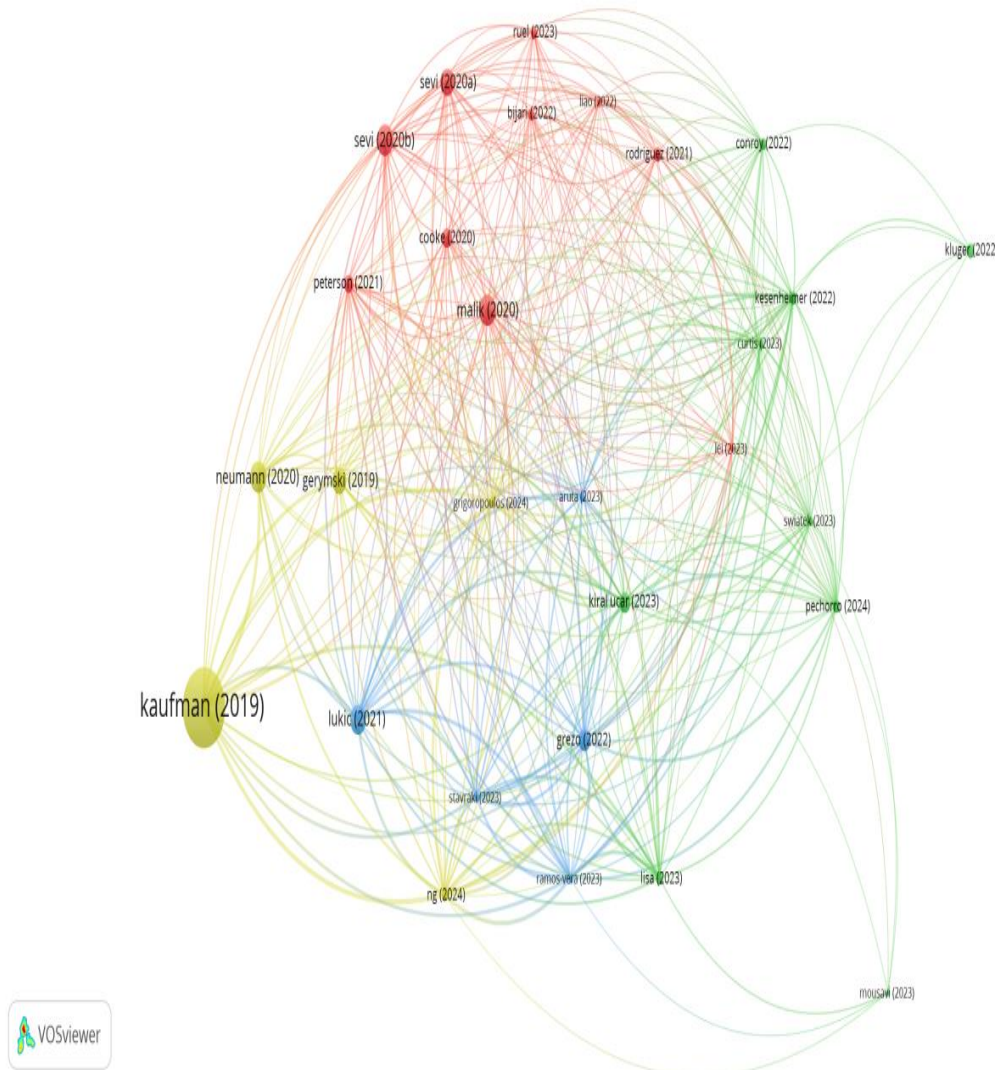 ruel (2023)
sevi (2020a)
liao (2022)
bijari (2022)
sevi (2020b)
conroy (2022)
rodriguez (2021)
cooke (2020)
kluger (2022
peterson (2021)
kesenheimer (2022)
malik (2020)
curtis (2023)
lei (2023)
neumann (2020)
gerymski (2019)
aruta (2023)
grigoropoulos (2024)
swiatek (2023)
kiral ucar (2023)
pechorro (2024)
kaufman (2019)
lukic (2021)
grezo (2022)
stavraki (2023)
ramos-vera (2023)
lisa (2023)
ng (2024)
mousavi (2023)
VOSviewer